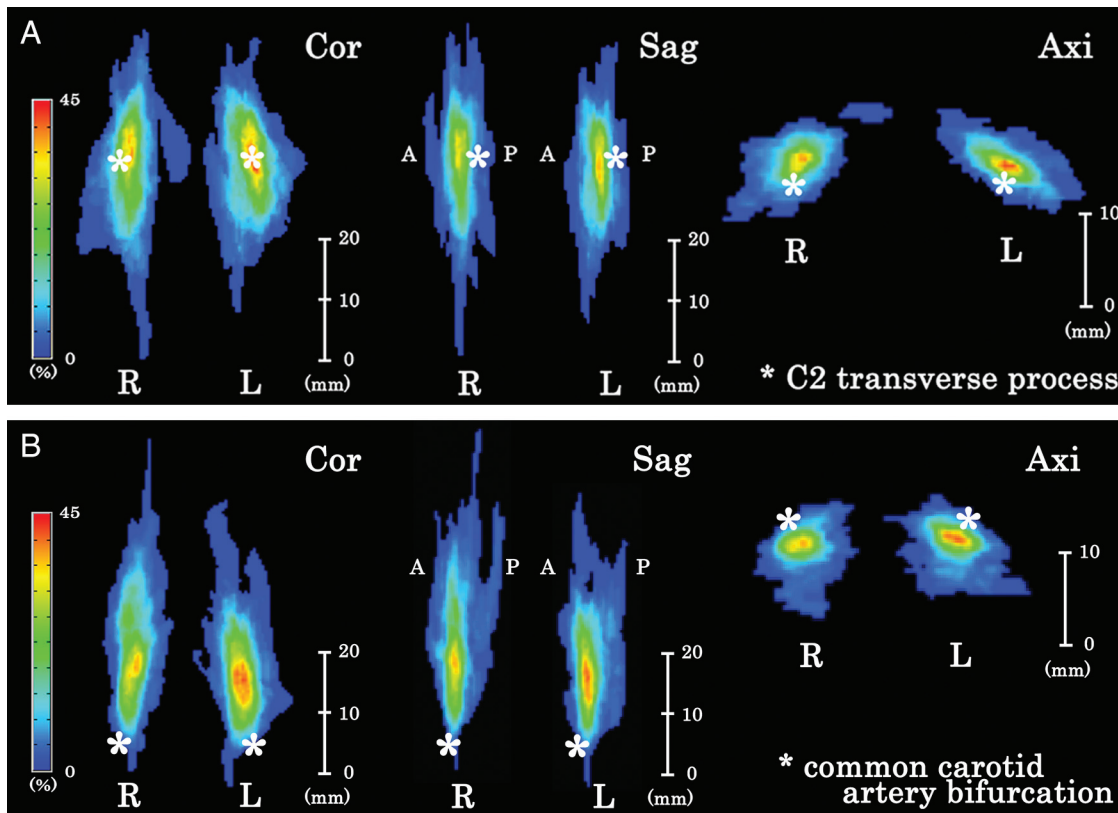 A
Cor
Sag
Axi
45
A
P
A
P
10
20
20
R
L
0
10
10
(mm)
0
0
0
(%)
R
L
(mm)
R
L
(mm)
* C2 transverse process
B
Cor
Sag
Axi
45
A
P
A
P
10
R
L
0
20
20
(mm)
10
10
0
0
0
(%)
R
L
(mm)
R
L
(mm)
* common carotid
artery bifurcation